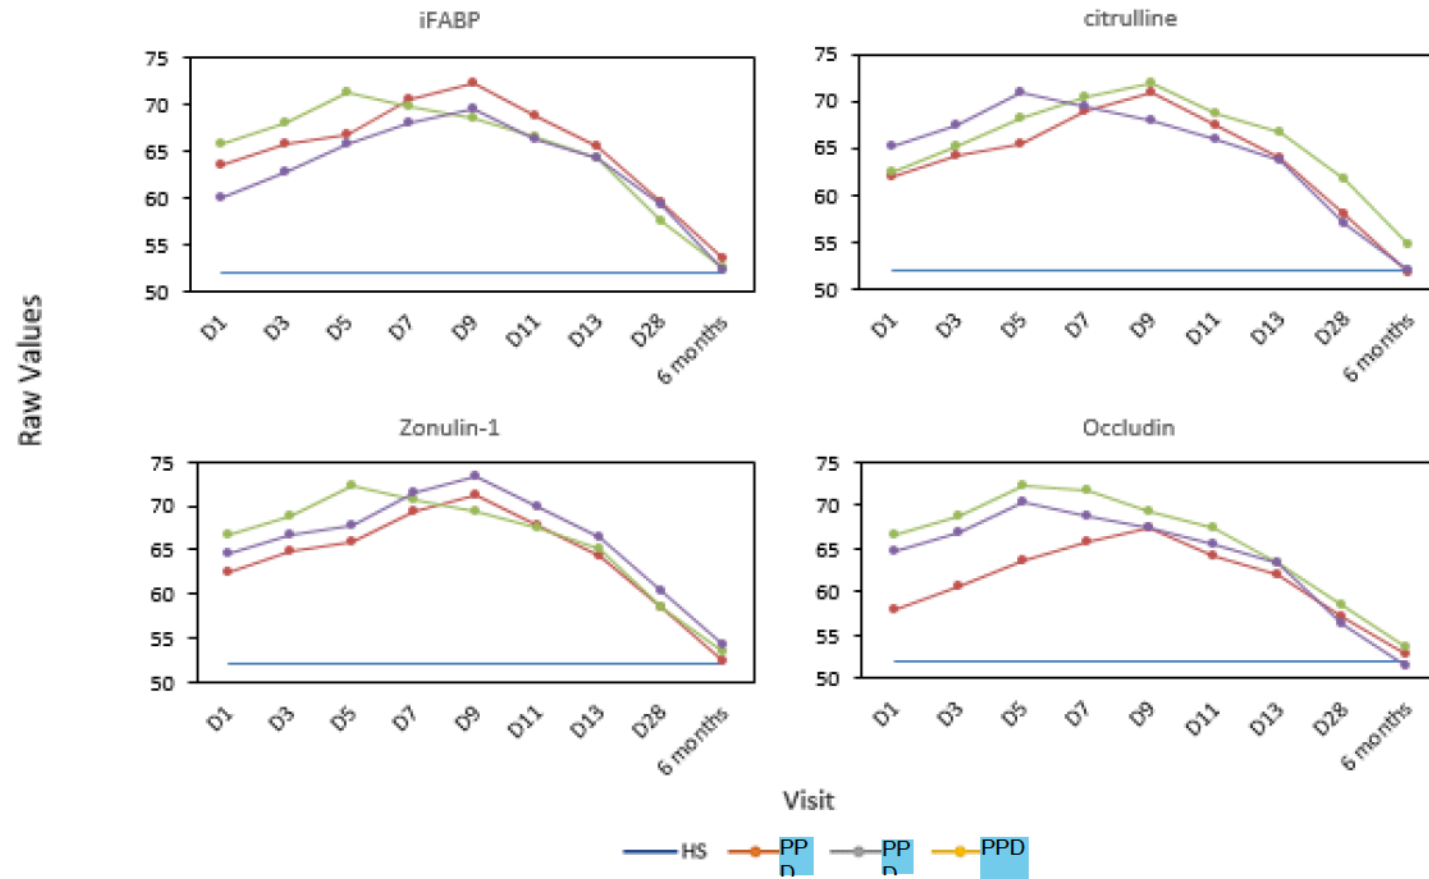 iFABP
citrulline
75
70
65
60
55
50
D1
D3
D5
D7
D9
D11
D13
D28
6 months
75
70
65
60
55
50
D1
D3
D5
D7
D9
D11
D13
D28
6 months
Raw Values
Zonulin-1
Occludin
75
70
65
60
55
50
D1
D3
D5
D7
D9
D11
D13
D28
6 months
75
70
65
60
55
50
D1
D3
D5
D7
D9
D11
D13
D28
6 months
Visit
HS
PP
D
PP
D
PPD